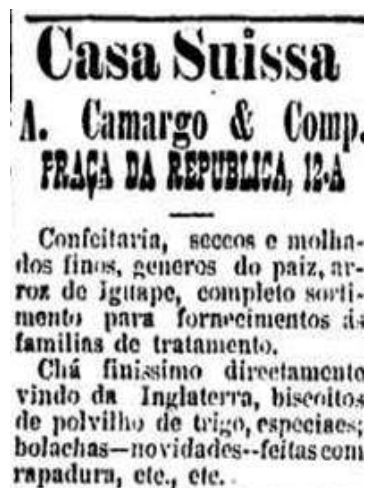 Casa Suissa
A. Camargo & Comp.
PRAÇA DA REPUBLICA, 12-A
Confeitaria, seccos e molha-
dos finos, generos do paiz, ar-
roz de Iguape, completo sorti-
mento para fornecimentos ás
familias de tratamento.
Chá finissimo directamente
vindo da Inglaterra, biscoitos
de polvilho de trigo, especiaes;
bolachas—novidades--feitas com
rapadura, etc., etc.